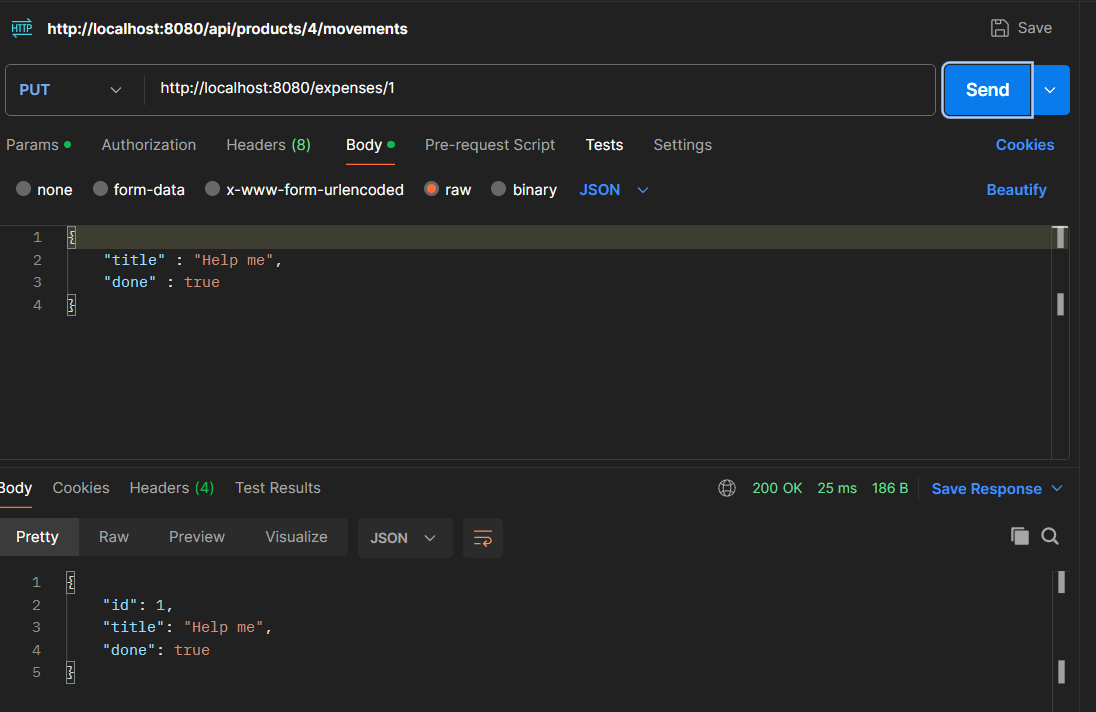 HTTP http://localhost:8080/api/products/4/movements Save
PUT http://localhost:8080/expenses/1 Send
Params Authorization Headers (8) Body Pre-request Script Tests Settings Cookies
none form-data x-www-form-urlencoded raw binary JSON Beautify
1 {
2 "title" : "Help me",
3 "done" : true
4 }
Body Cookies Headers (4) Test Results 200 OK 25 ms 186 B Save Response
Pretty Raw Preview Visualize JSON
1 {
2 "id": 1,
3 "title": "Help me",
4 "done": true
5 }